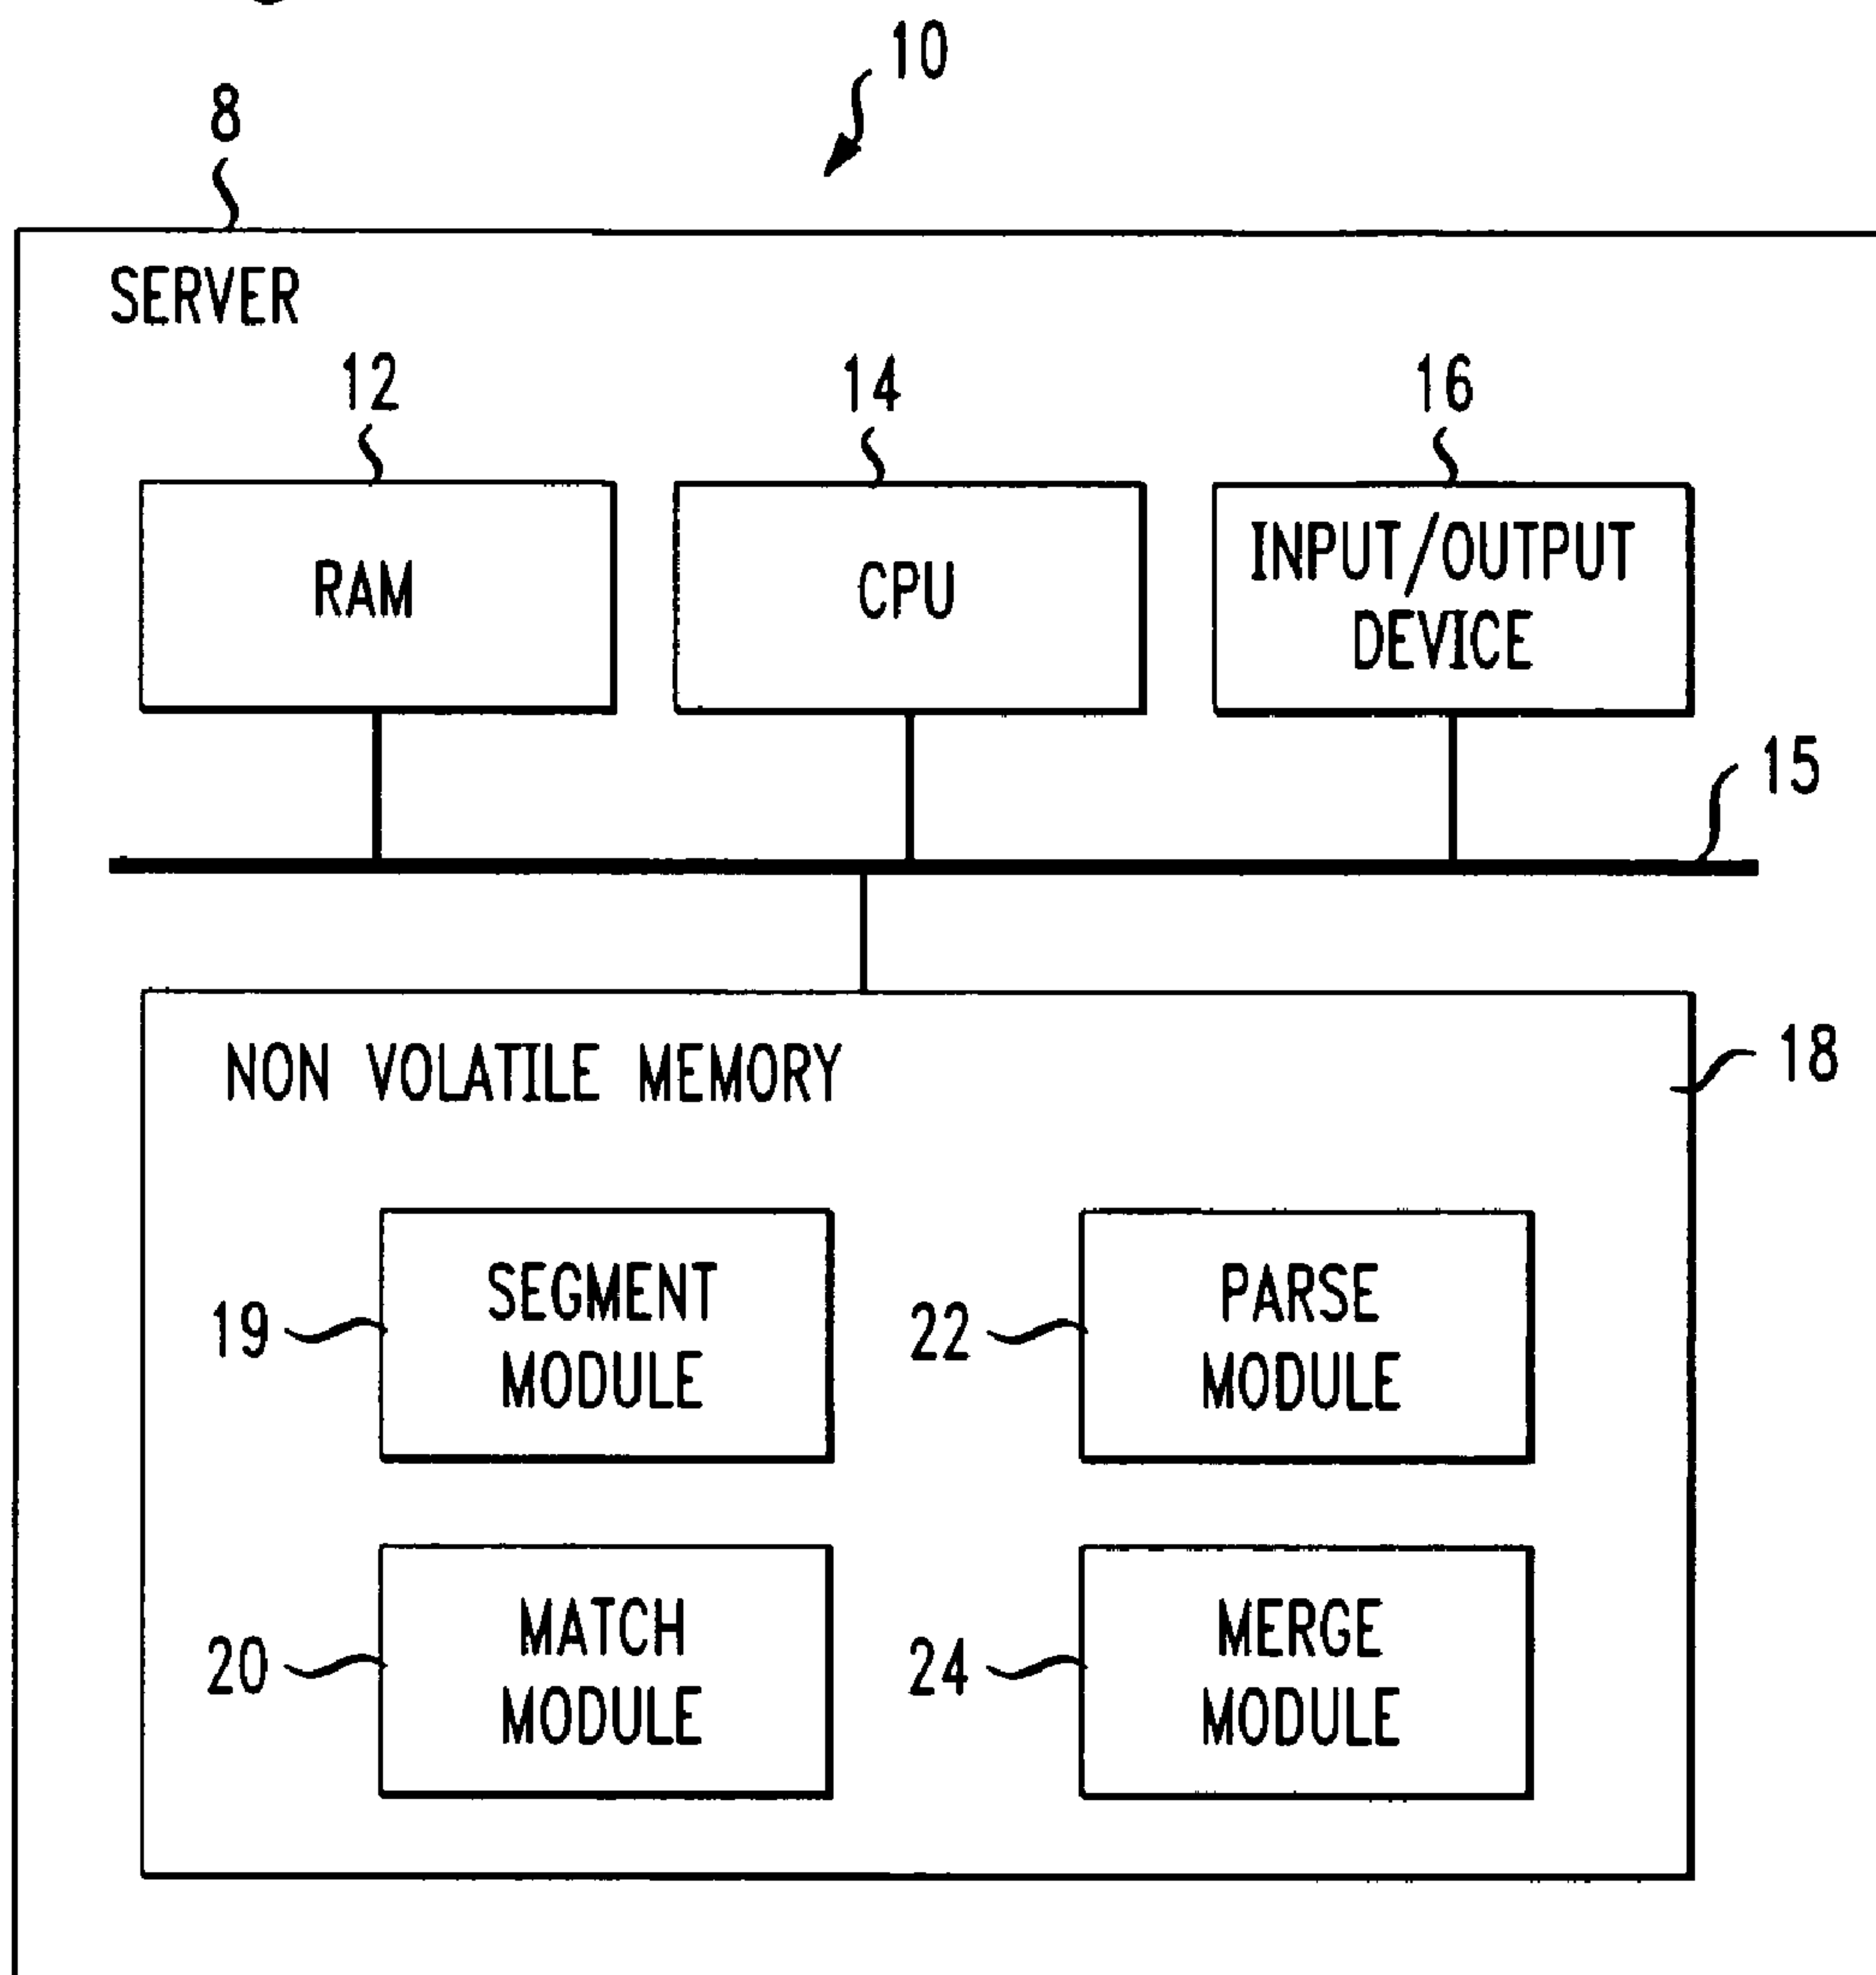 10
8
SERVER
12 14 16
RAM CPU INPUT/OUTPUT
DEVICE
15
NON VOLATILE MEMORY 18
SEGMENT PARSE
19 22
MODULE MODULE
MATCH MERGE
20 24
MODULE MODULE